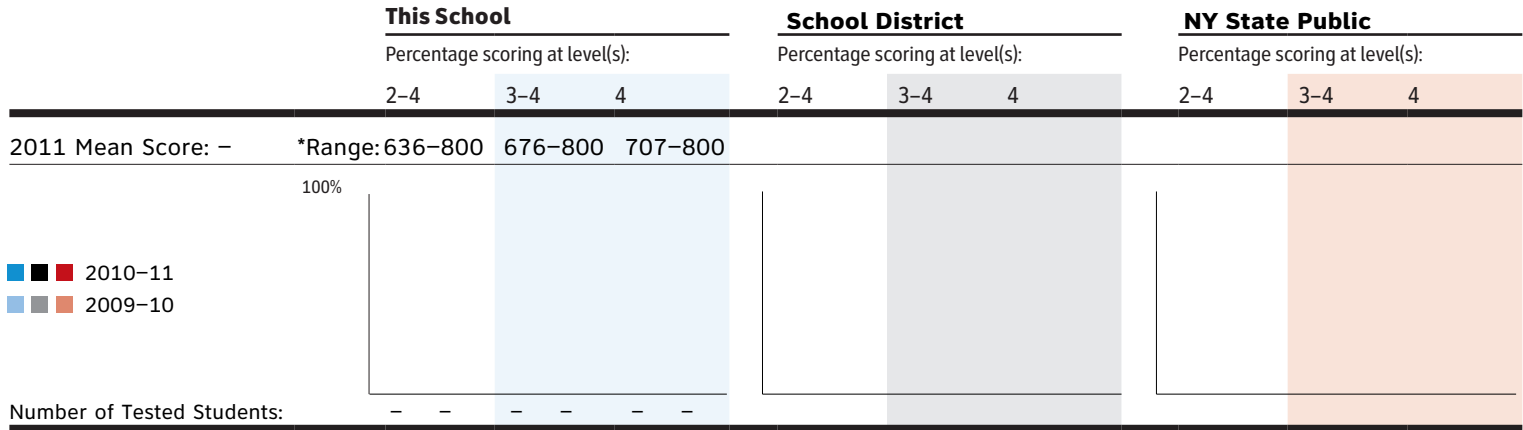 This School School District NY State Public
Percentage scoring at level(s): Percentage scoring at level(s): Percentage scoring at level(s):
2–4 3–4 4 2–4 3–4 4 2–4 3–4 4
2011 Mean Score: – *Range: 636–800 676–800 707–800
100%
2010–11
2009–10
Number of Tested Students: – – – – – –